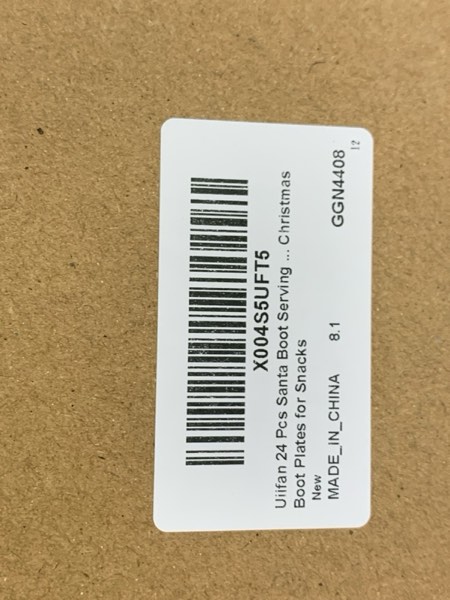 X004S5UFT5
Uiifan 24 Pcs Santa Boot Serving ... Christmas
Boot Plates for Snacks
New
MADE_IN_CHINA 8.1 GGN4408
12